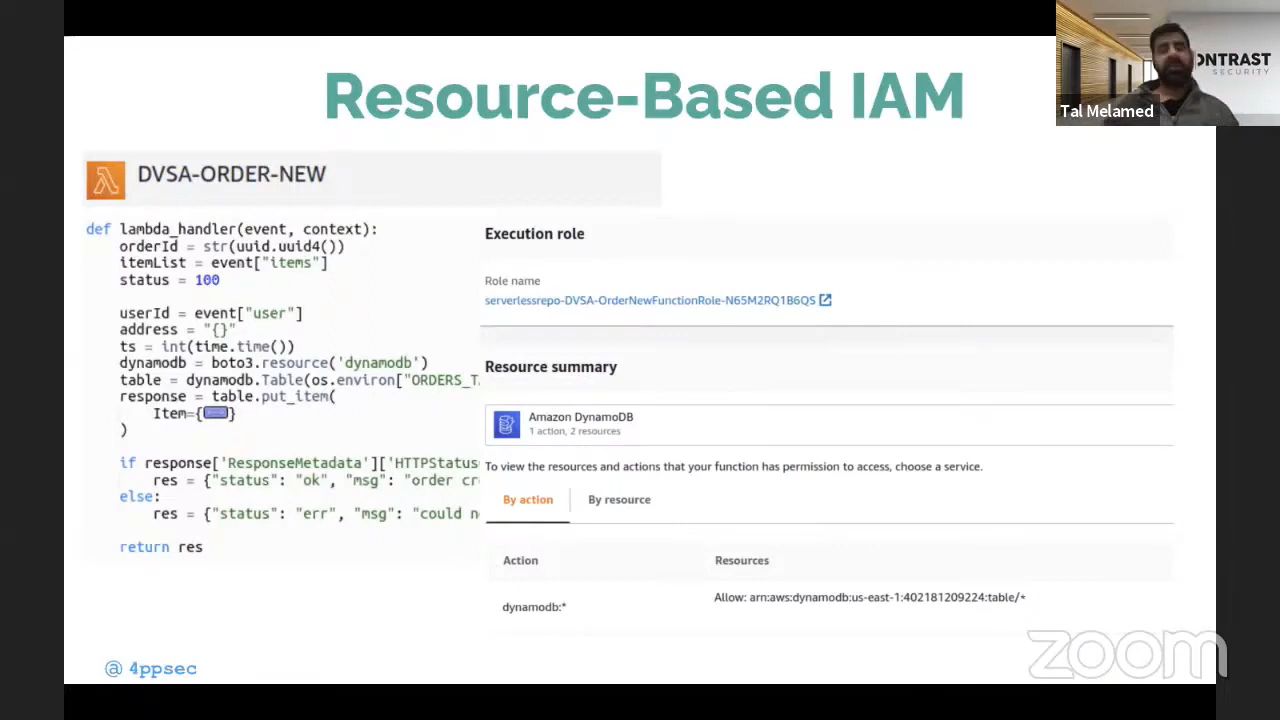 Resource-Based IAM
ONTRAST
SECURITY
Tal Melamed
DVSA-ORDER-NEW
def lambda_handler(event, context):
orderId = str(uuid.uuid4())
itemList = event["items"]
status = 100
userId = event["user"]
address = "{}"
ts = int(time.time())
dynamodb = boto3.resource('dynamodb')
table = dynamodb.Table(os.environ["ORDERS_T
response = table.put_item(
Item={
}
)
if response['ResponseMetadata']['HTTPStatus
res = {"status": "ok", "msg": "order cr
else:
res = {"status": "err", "msg": "could n
return res
Execution role
Role name
serverlessrepo-DVSA-OrderNewFunctionRole-N65M2RQ1B6QS
Resource summary
Amazon DynamoDB
1 action, 2 resources
To view the resources and actions that your function has permission to access, choose a service.
By action By resource
Action Resources
dynamodb:* Allow: arn:aws:dynamodb:us-east-1:402181209224:table/*
@ 4ppsec
zoom